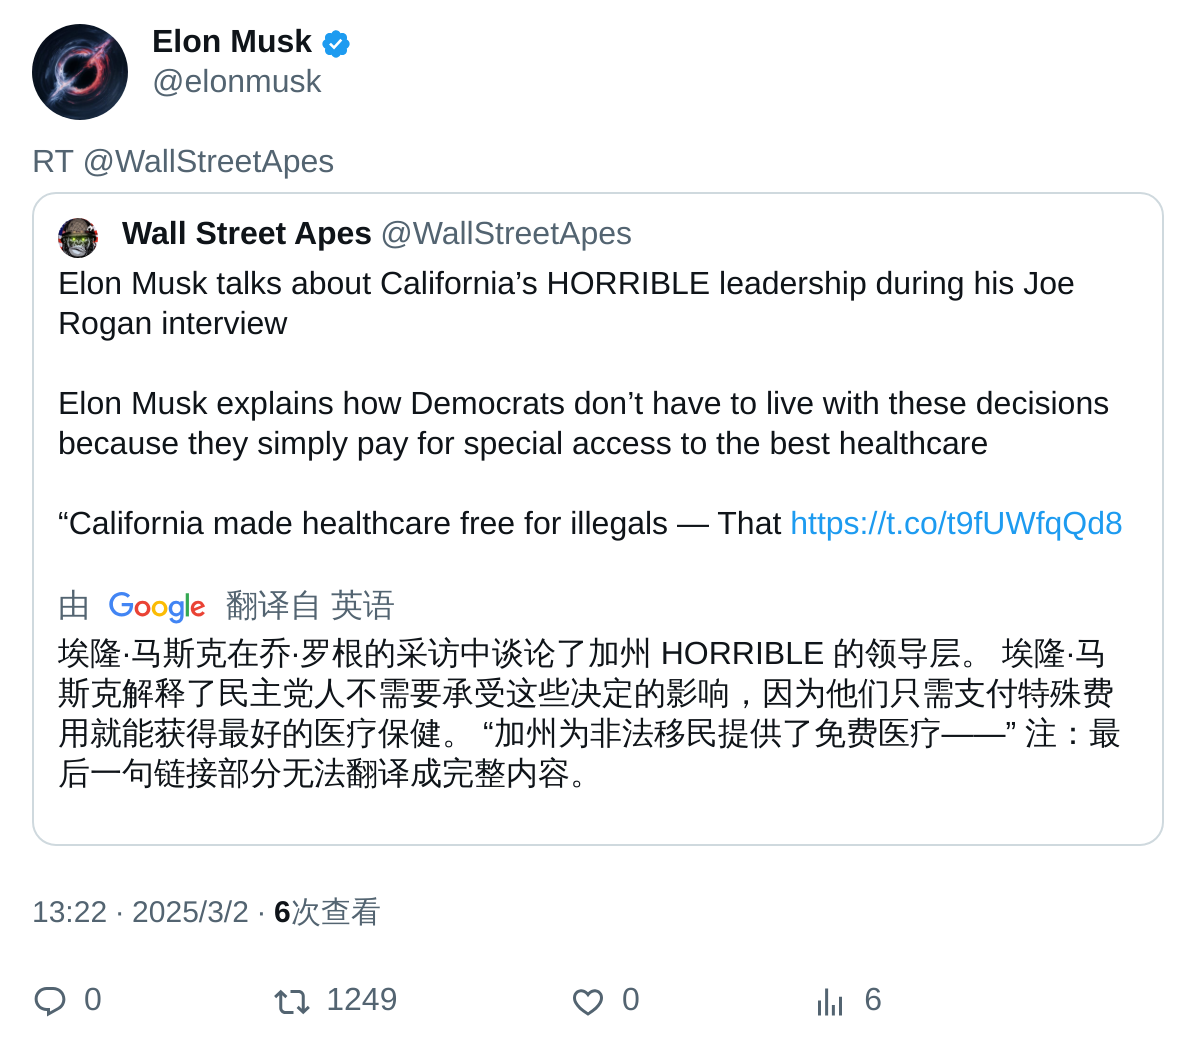 Elon Musk
@elonmusk
RT @WallStreetApes
Wall Street Apes @WallStreetApes
Elon Musk talks about California’s HORRIBLE leadership during his Joe
Rogan interview
Elon Musk explains how Democrats don’t have to live with these decisions
because they simply pay for special access to the best healthcare
“California made healthcare free for illegals — That https://t.co/t9fUWfqQd8
由 Google 翻译自 英语
埃隆·马斯克在乔·罗根的采访中谈论了加州 HORRIBLE 的领导层。 埃隆·马
斯克解释了民主党人不需要承受这些决定的影响，因为他们只需支付特殊费
用就能获得最好的医疗保健。 “加州为非法移民提供了免费医疗——” 注：最
后一句链接部分无法翻译成完整内容。
13:22 · 2025/3/2 · 6次查看
0 1249 0 6